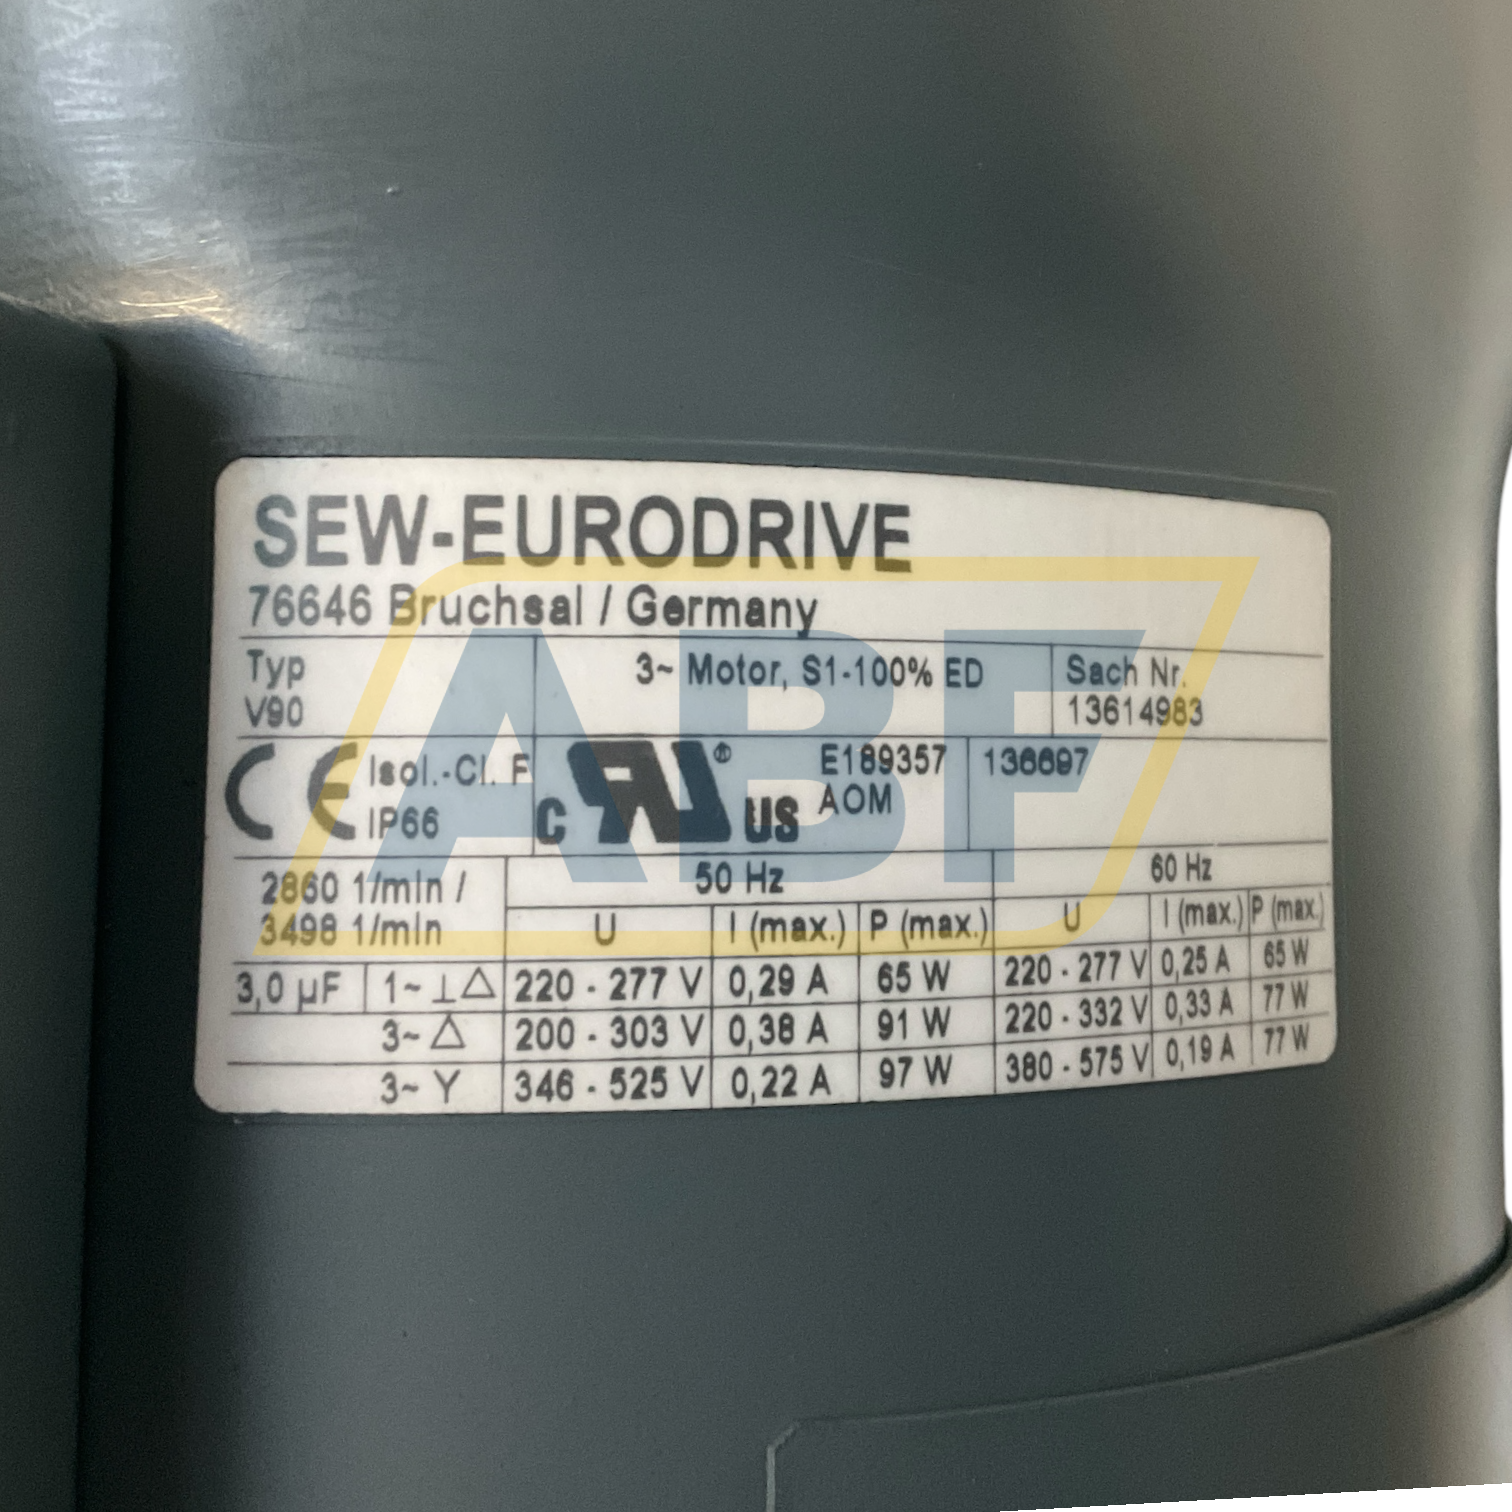 SEW-EURODRIVE
76646 Bruchsal / Germany
Typ
V90
3~ Motor, S1-100% ED
Sach Nr.
13614983
CE Isol.-Cl. F
IP66
C RU® US
E189357
AOM
136697
2860 1/min /
3498 1/min
50 Hz
60 Hz
U I (max.) P (max.) U I (max.) P (max.)
3,0 µF 1~ ⊥△ 220 - 277 V 0,29 A 65 W 220 - 277 V 0,25 A 65 W
3~ △ 200 - 303 V 0,38 A 91 W 220 - 332 V 0,33 A 77 W
3~ Y 346 - 525 V 0,22 A 97 W 380 - 575 V 0,19 A 77 W
ABF